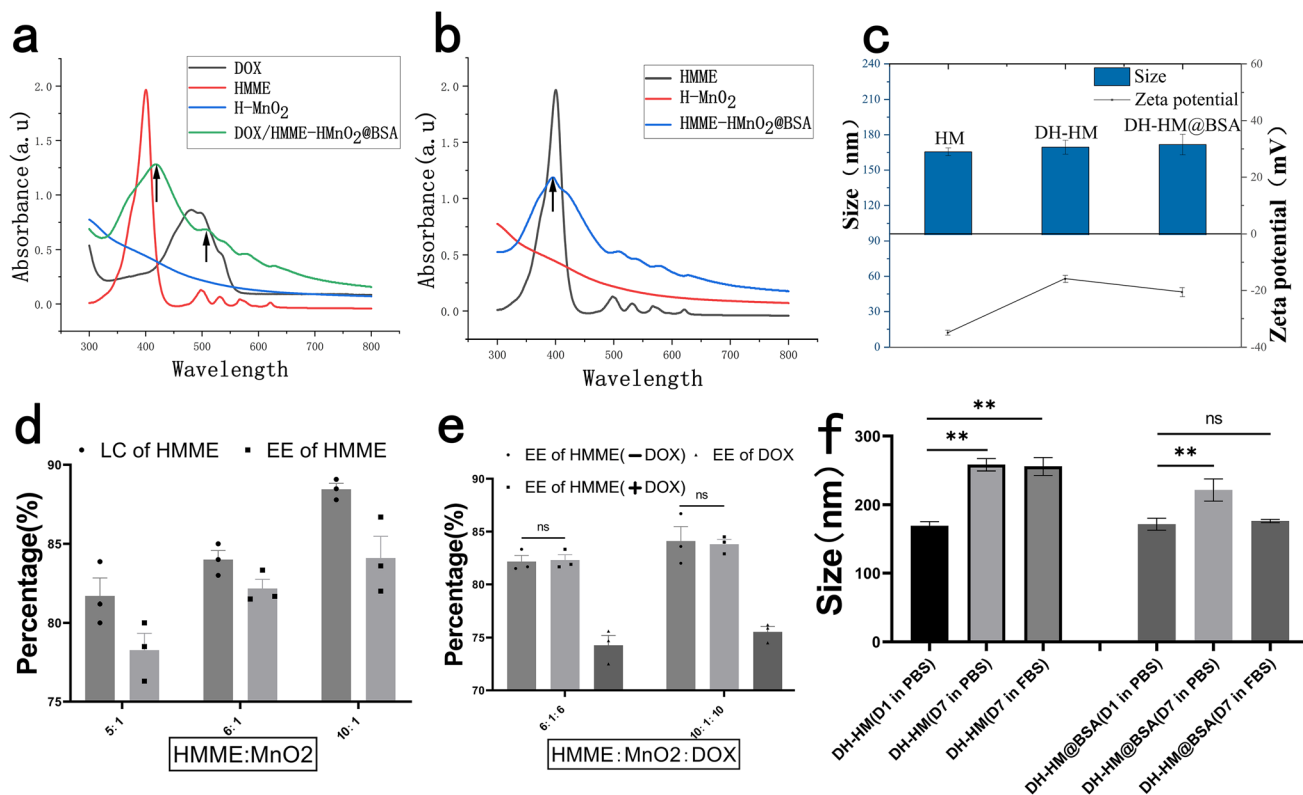 a
DOX
HMME
H-MnO2
DOX/HMME-HMnO2@BSA
Absorbance(a.u)
2.0
1.5
1.0
0.5
0.0
300 400 500 600 700 800
Wavelength
b
HMME
H-MnO2
HMME-HMnO2@BSA
Absorbance(a.u)
2.0
1.5
1.0
0.5
0.0
300 400 500 600 700 800
Wavelength
c
Size
Zeta potential
HM
DH-HM
DH-HM@BSA
Size（nm）
240
210
180
150
120
90
60
30
0
60
40
20
0
-20
-40
Zeta potential（mV）
d
LC of HMME
EE of HMME
Percentage(%)
90
85
80
75
5:1
6:1
10:1
HMME:MnO2
e
EE of HMME(－DOX)
EE of DOX
EE of HMME(+DOX)
ns
ns
Percentage(%)
90
85
80
75
70
6:1:6
10:1:10
HMME:MnO2:DOX
f
**
**
ns
**
Size(nm)
300
200
100
0
DH-HM(D1 in PBS)
DH-HM(D7 in PBS)
DH-HM(D7 in FBS)
DH-HM@BSA(D1 in PBS)
DH-HM@BSA(D7 in PBS)
DH-HM@BSA(D7 in FBS)